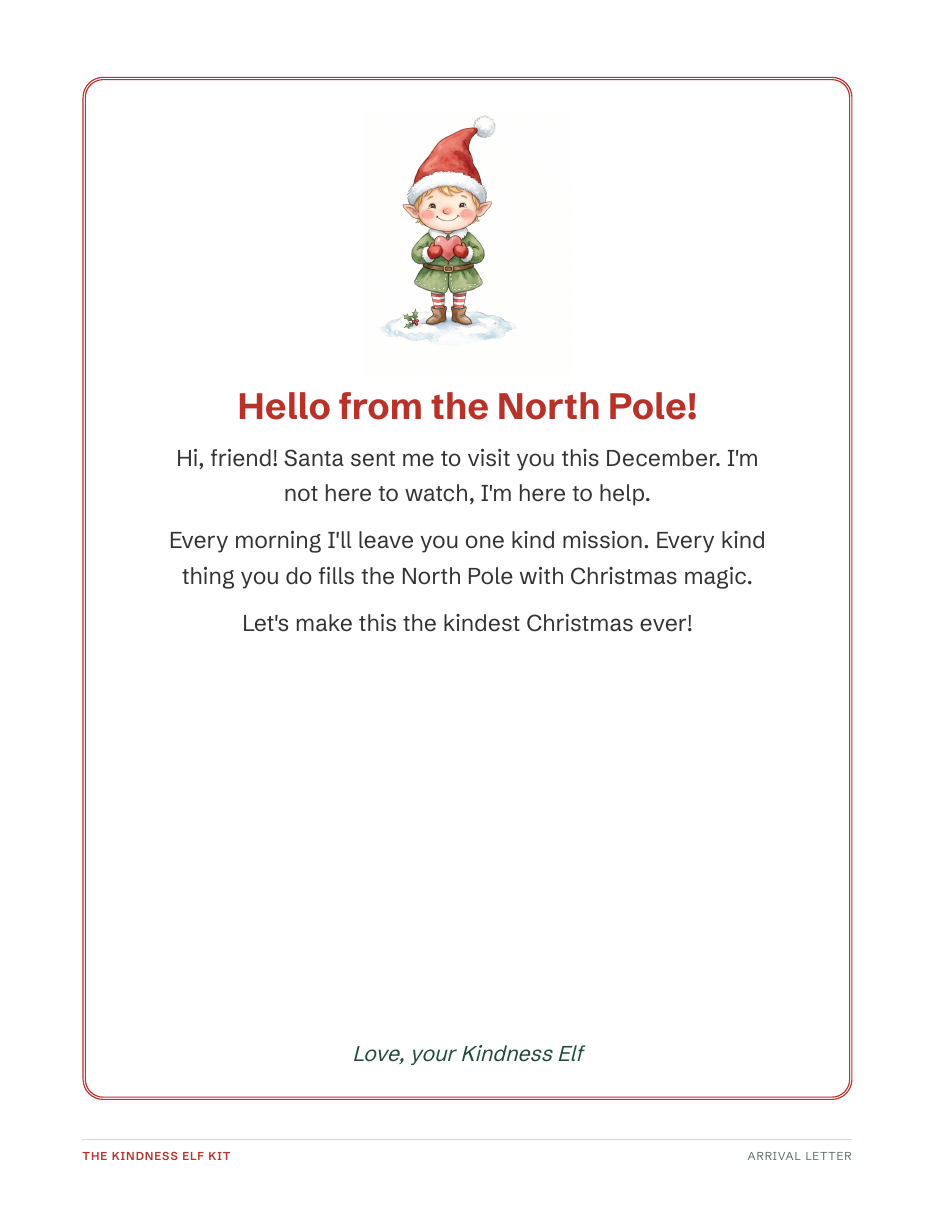 Hello from the North Pole!
Hi, friend! Santa sent me to visit you this December. I'm
not here to watch, I'm here to help.
Every morning I'll leave you one kind mission. Every kind
thing you do fills the North Pole with Christmas magic.
Let's make this the kindest Christmas ever!
Love, your Kindness Elf
THE KINDNESS ELF KIT
ARRIVAL LETTER